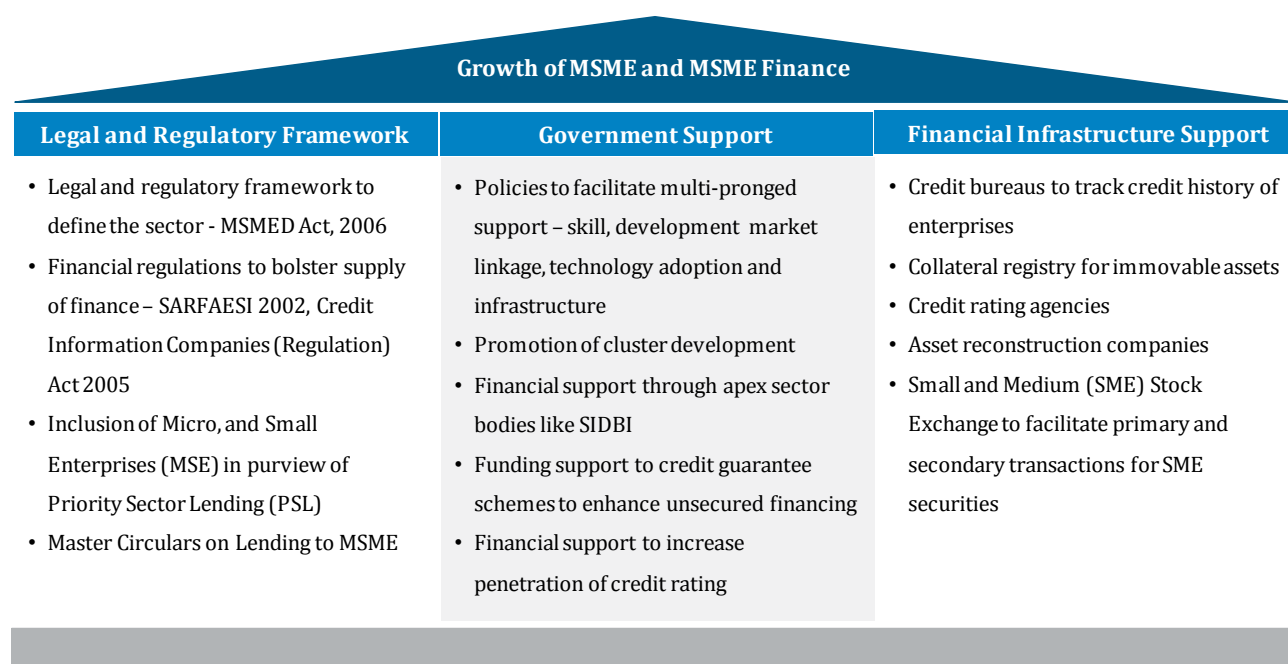 Growth of MSME and MSME Finance
Legal and Regulatory Framework
• Legal and regulatory framework to
define the sector - MSMED Act, 2006
• Financial regulations to bolster supply
of finance – SARFAESI 2002, Credit
Information Companies (Regulation)
Act 2005
• Inclusion of Micro, and Small
Enterprises (MSE) in purview of
Priority Sector Lending (PSL)
• Master Circulars on Lending to MSME
Government Support
• Policies to facilitate multi-pronged
support – skill, development market
linkage, technology adoption and
infrastructure
• Promotion of cluster development
• Financial support through apex sector
bodies like SIDBI
• Funding support to credit guarantee
schemes to enhance unsecured financing
• Financial support to increase
penetration of credit rating
Financial Infrastructure Support
• Credit bureaus to track credit history of
enterprises
• Collateral registry for immovable assets
• Credit rating agencies
• Asset reconstruction companies
• Small and Medium (SME) Stock
Exchange to facilitate primary and
secondary transactions for SME
securities